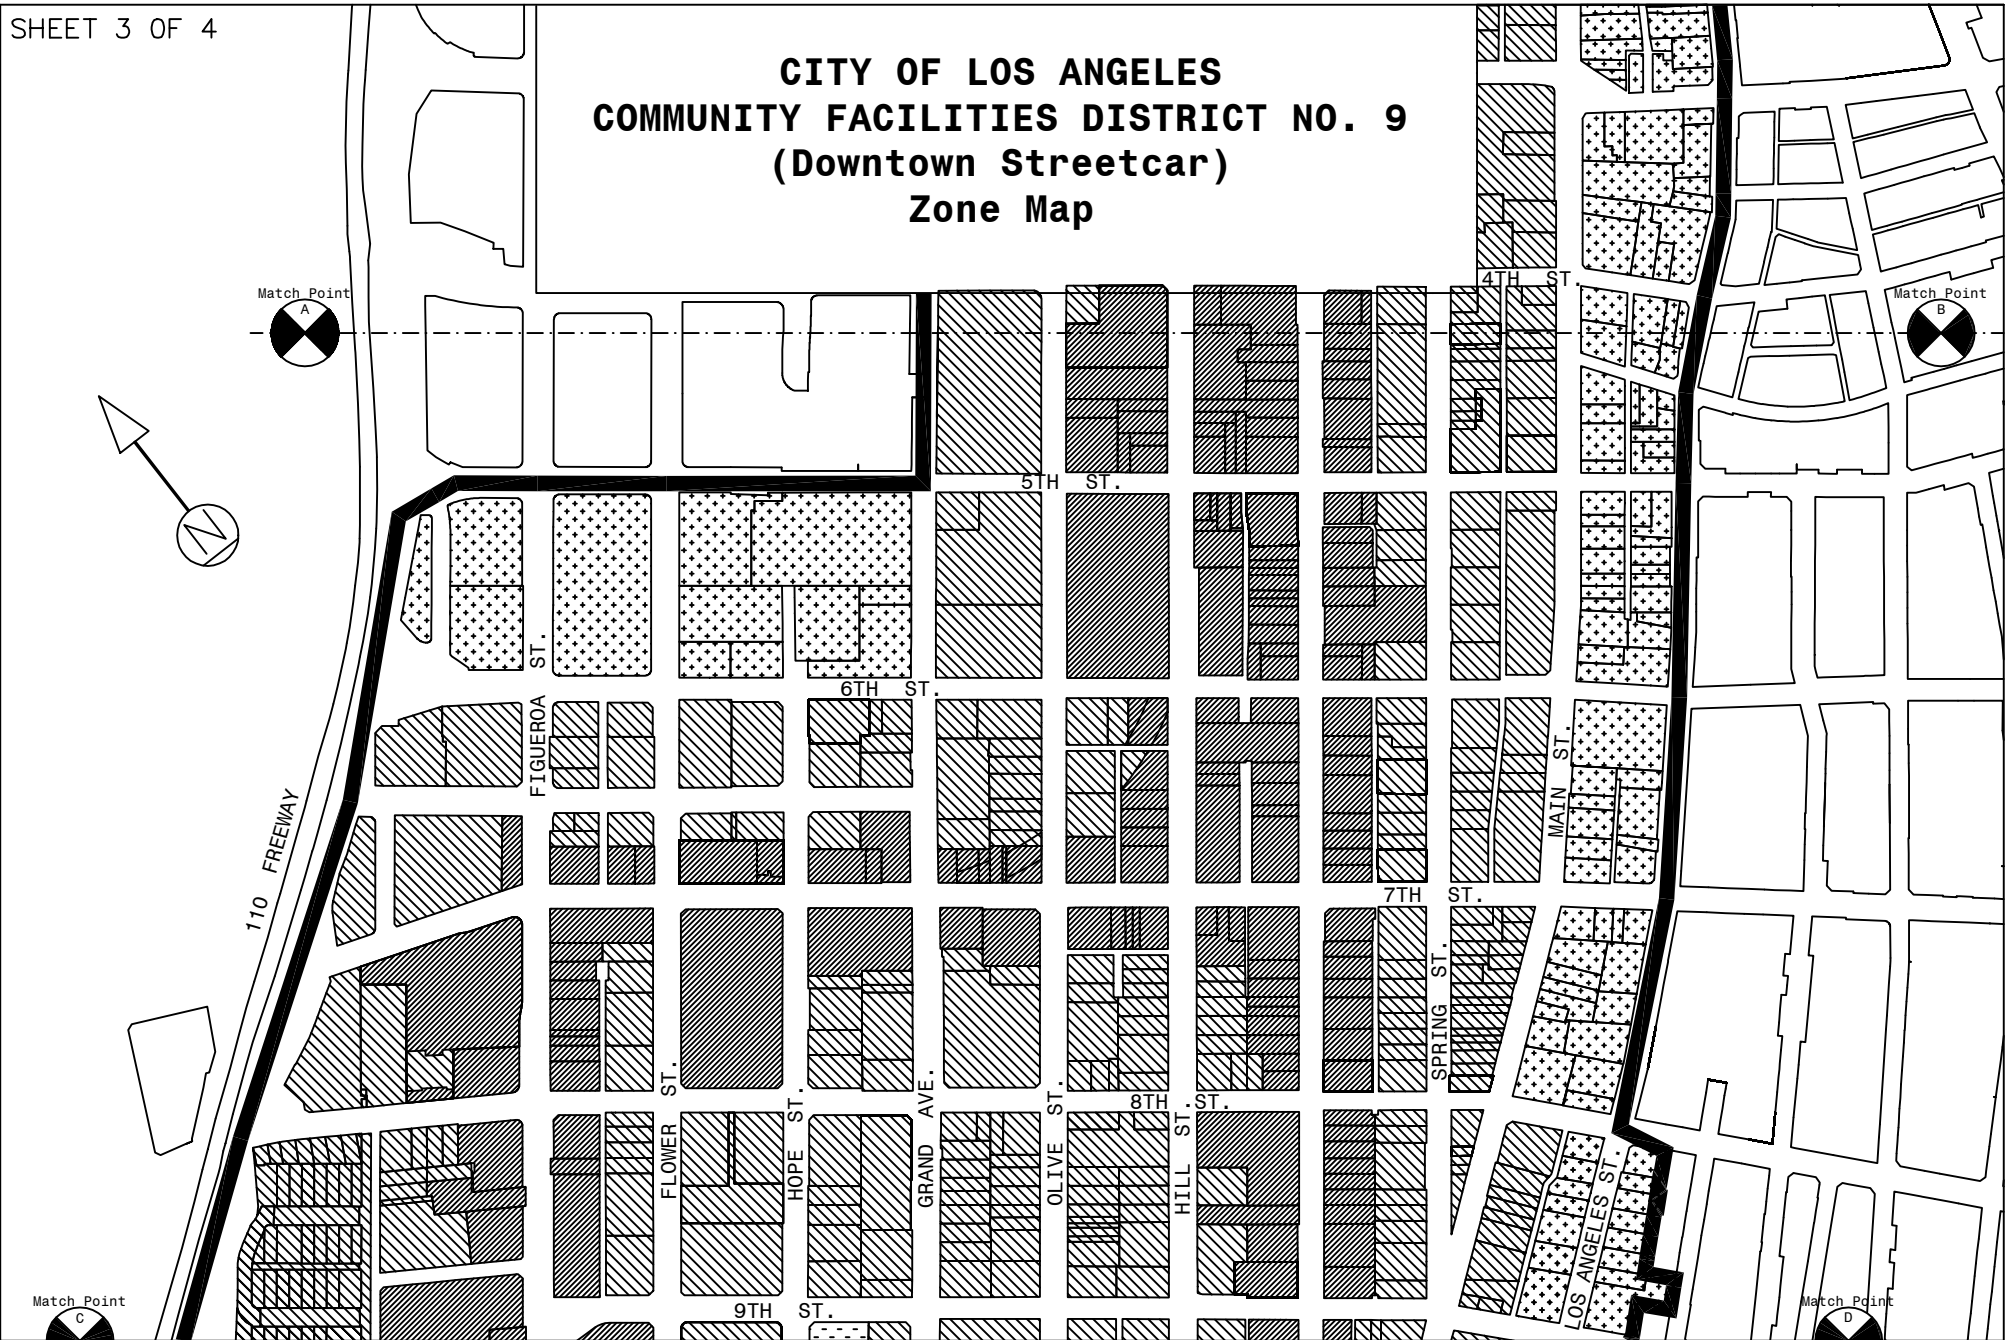 SHEET 3 OF 4
CITY OF LOS ANGELES
COMMUNITY FACILITIES DISTRICT NO. 9
(Downtown Streetcar)
Zone Map
4TH ST.
Match Point
A
Match Point
B
N
5TH ST.
FIGUEROA ST.
6TH ST.
MAIN ST.
110 FREEWAY
7TH ST.
SPRING ST.
FLOWER ST.
HOPE ST.
GRAND AVE.
OLIVE ST.
8TH ST.
HILL ST.
LOS ANGELES ST.
9TH ST.
Match Point
C
Match Point
D